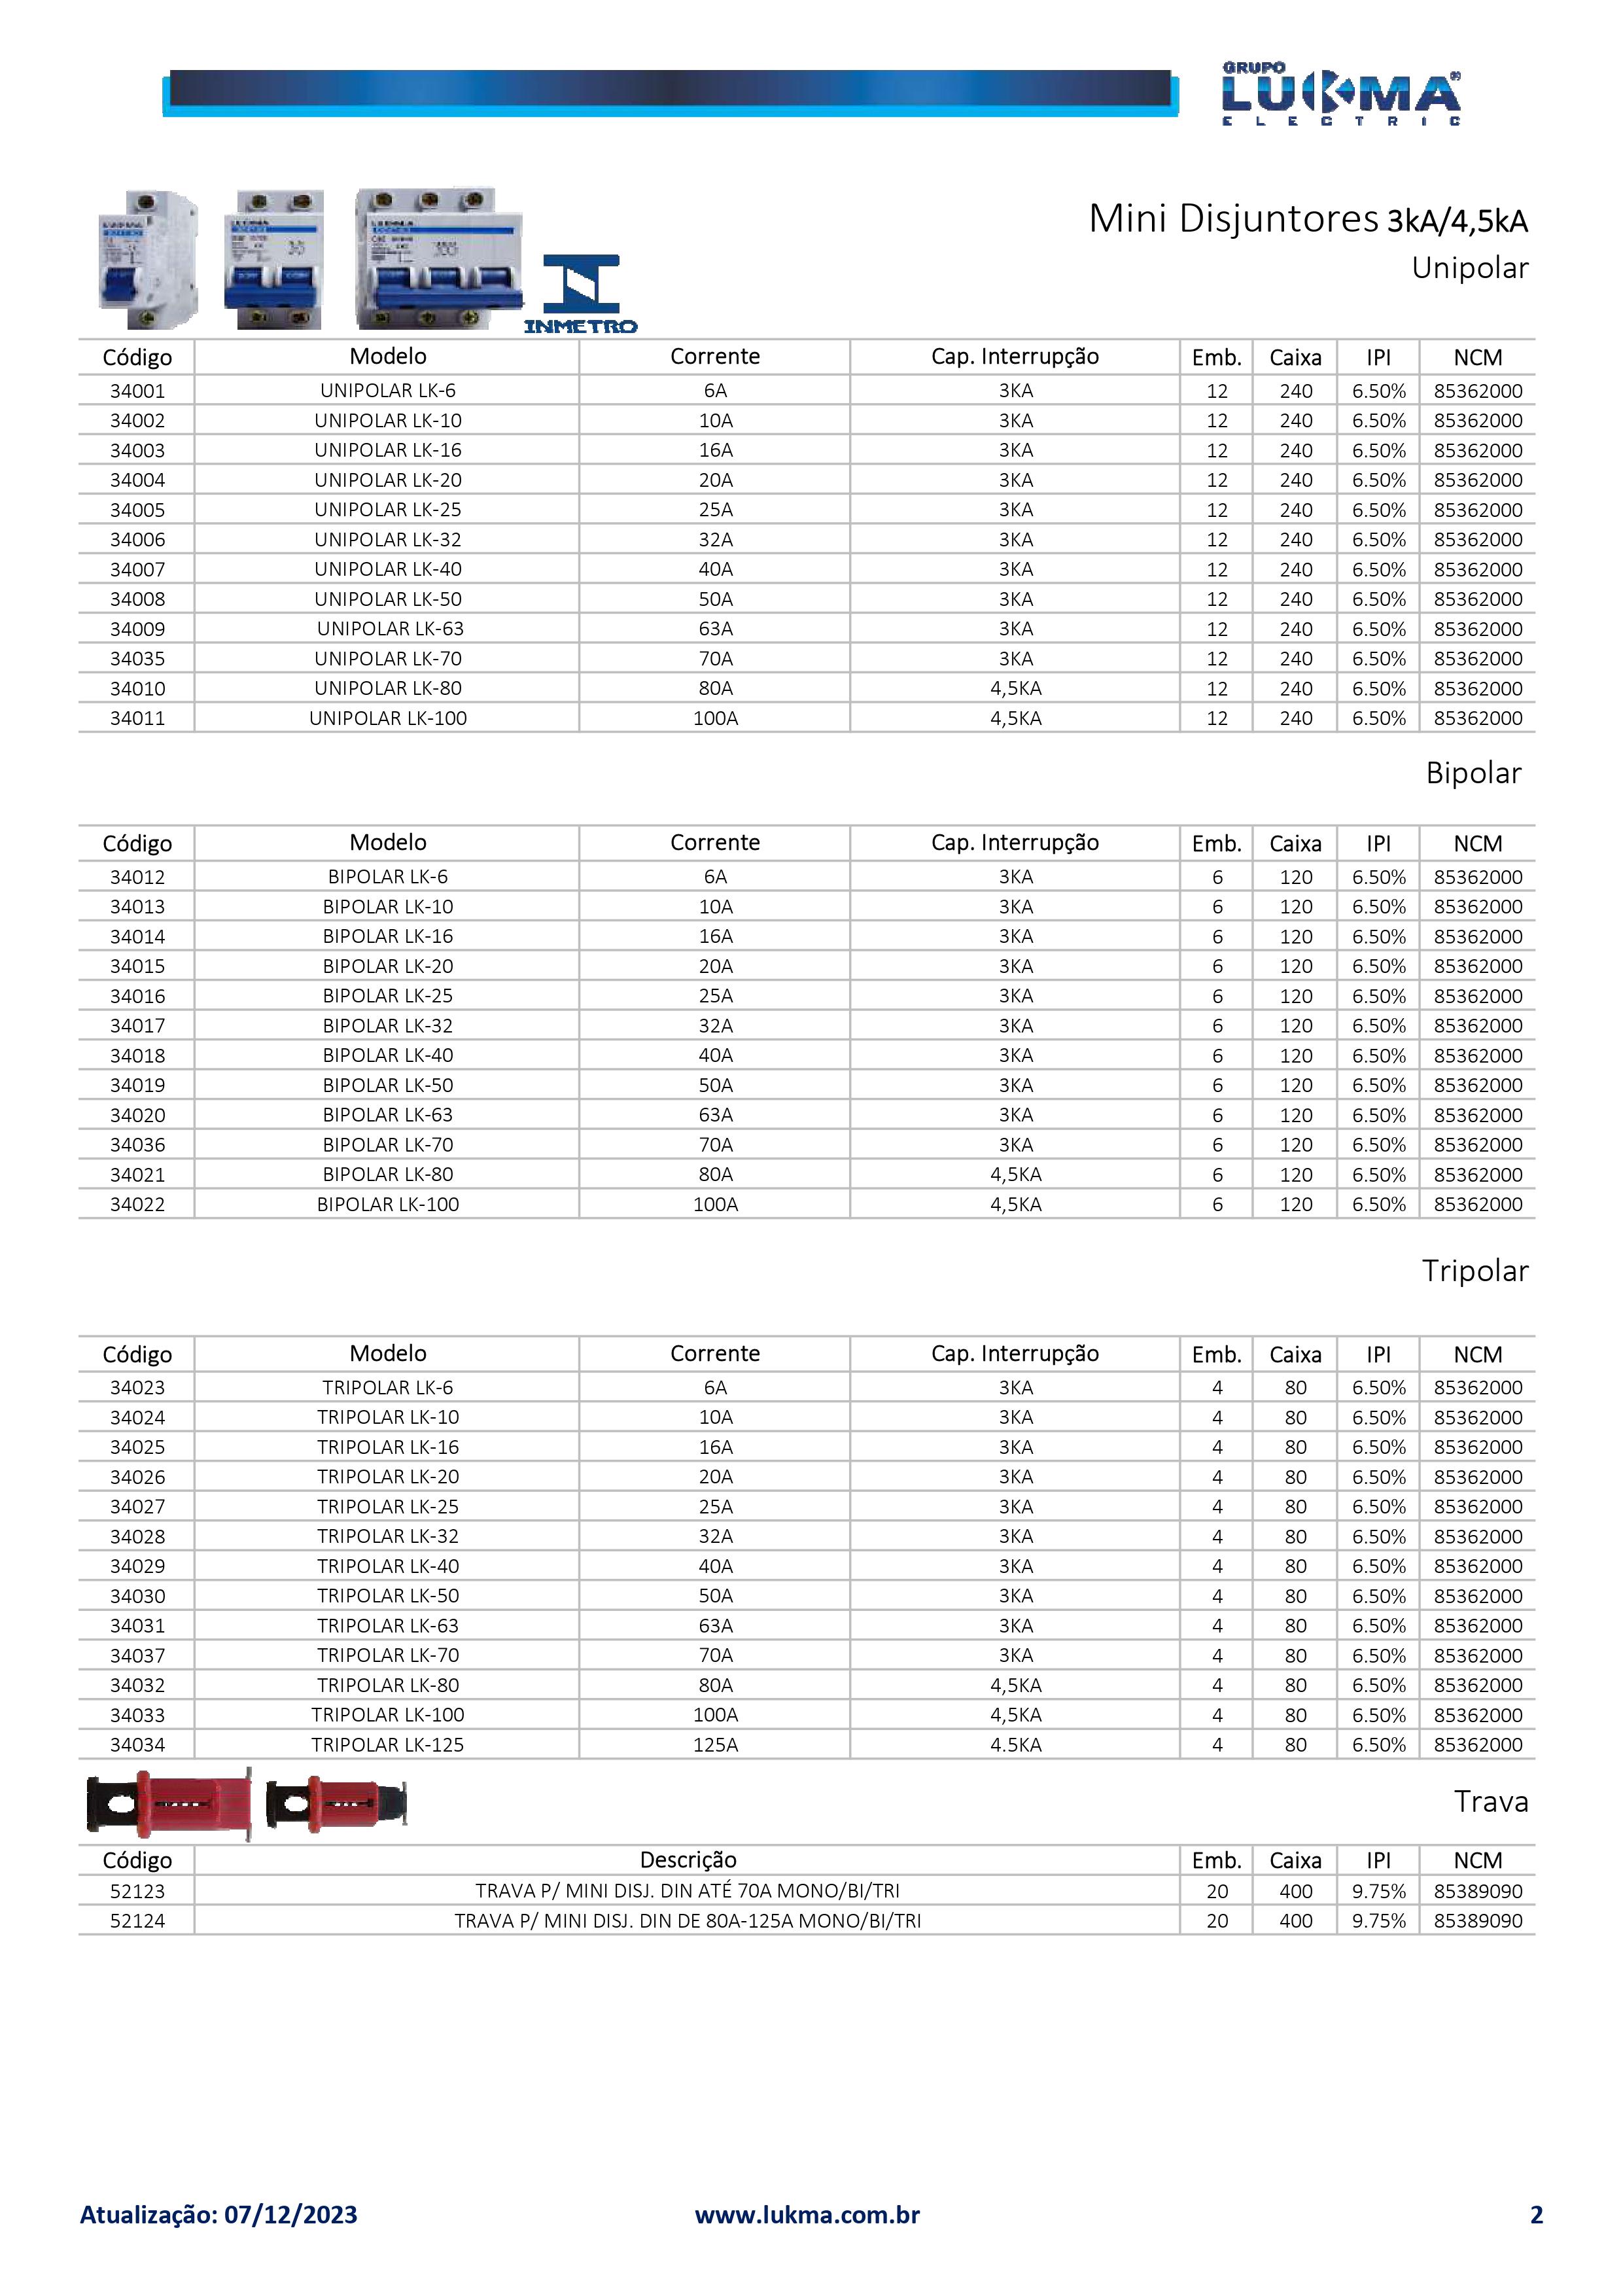 GRUPO
LUKMA®
ELECTRIC
Mini Disjuntores 3kA/4,5kA
Unipolar
INMETRO
Código Modelo Corrente Cap. Interrupção Emb. Caixa IPI NCM
34001 UNIPOLAR LK-6 6A 3KA 12 240 6.50% 85362000
34002 UNIPOLAR LK-10 10A 3KA 12 240 6.50% 85362000
34003 UNIPOLAR LK-16 16A 3KA 12 240 6.50% 85362000
34004 UNIPOLAR LK-20 20A 3KA 12 240 6.50% 85362000
34005 UNIPOLAR LK-25 25A 3KA 12 240 6.50% 85362000
34006 UNIPOLAR LK-32 32A 3KA 12 240 6.50% 85362000
34007 UNIPOLAR LK-40 40A 3KA 12 240 6.50% 85362000
34008 UNIPOLAR LK-50 50A 3KA 12 240 6.50% 85362000
34009 UNIPOLAR LK-63 63A 3KA 12 240 6.50% 85362000
34035 UNIPOLAR LK-70 70A 3KA 12 240 6.50% 85362000
34010 UNIPOLAR LK-80 80A 4,5KA 12 240 6.50% 85362000
34011 UNIPOLAR LK-100 100A 4,5KA 12 240 6.50% 85362000
Bipolar
Código Modelo Corrente Cap. Interrupção Emb. Caixa IPI NCM
34012 BIPOLAR LK-6 6A 3KA 6 120 6.50% 85362000
34013 BIPOLAR LK-10 10A 3KA 6 120 6.50% 85362000
34014 BIPOLAR LK-16 16A 3KA 6 120 6.50% 85362000
34015 BIPOLAR LK-20 20A 3KA 6 120 6.50% 85362000
34016 BIPOLAR LK-25 25A 3KA 6 120 6.50% 85362000
34017 BIPOLAR LK-32 32A 3KA 6 120 6.50% 85362000
34018 BIPOLAR LK-40 40A 3KA 6 120 6.50% 85362000
34019 BIPOLAR LK-50 50A 3KA 6 120 6.50% 85362000
34020 BIPOLAR LK-63 63A 3KA 6 120 6.50% 85362000
34036 BIPOLAR LK-70 70A 3KA 6 120 6.50% 85362000
34021 BIPOLAR LK-80 80A 4,5KA 6 120 6.50% 85362000
34022 BIPOLAR LK-100 100A 4,5KA 6 120 6.50% 85362000
Tripolar
Código Modelo Corrente Cap. Interrupção Emb. Caixa IPI NCM
34023 TRIPOLAR LK-6 6A 3KA 4 80 6.50% 85362000
34024 TRIPOLAR LK-10 10A 3KA 4 80 6.50% 85362000
34025 TRIPOLAR LK-16 16A 3KA 4 80 6.50% 85362000
34026 TRIPOLAR LK-20 20A 3KA 4 80 6.50% 85362000
34027 TRIPOLAR LK-25 25A 3KA 4 80 6.50% 85362000
34028 TRIPOLAR LK-32 32A 3KA 4 80 6.50% 85362000
34029 TRIPOLAR LK-40 40A 3KA 4 80 6.50% 85362000
34030 TRIPOLAR LK-50 50A 3KA 4 80 6.50% 85362000
34031 TRIPOLAR LK-63 63A 3KA 4 80 6.50% 85362000
34037 TRIPOLAR LK-70 70A 3KA 4 80 6.50% 85362000
34032 TRIPOLAR LK-80 80A 4,5KA 4 80 6.50% 85362000
34033 TRIPOLAR LK-100 100A 4,5KA 4 80 6.50% 85362000
34034 TRIPOLAR LK-125 125A 4.5KA 4 80 6.50% 85362000
Trava
Código Descrição Emb. Caixa IPI NCM
52123 TRAVA P/ MINI DISJ. DIN ATÉ 70A MONO/BI/TRI 20 400 9.75% 85389090
52124 TRAVA P/ MINI DISJ. DIN DE 80A-125A MONO/BI/TRI 20 400 9.75% 85389090
Atualização: 07/12/2023 www.lukma.com.br 2